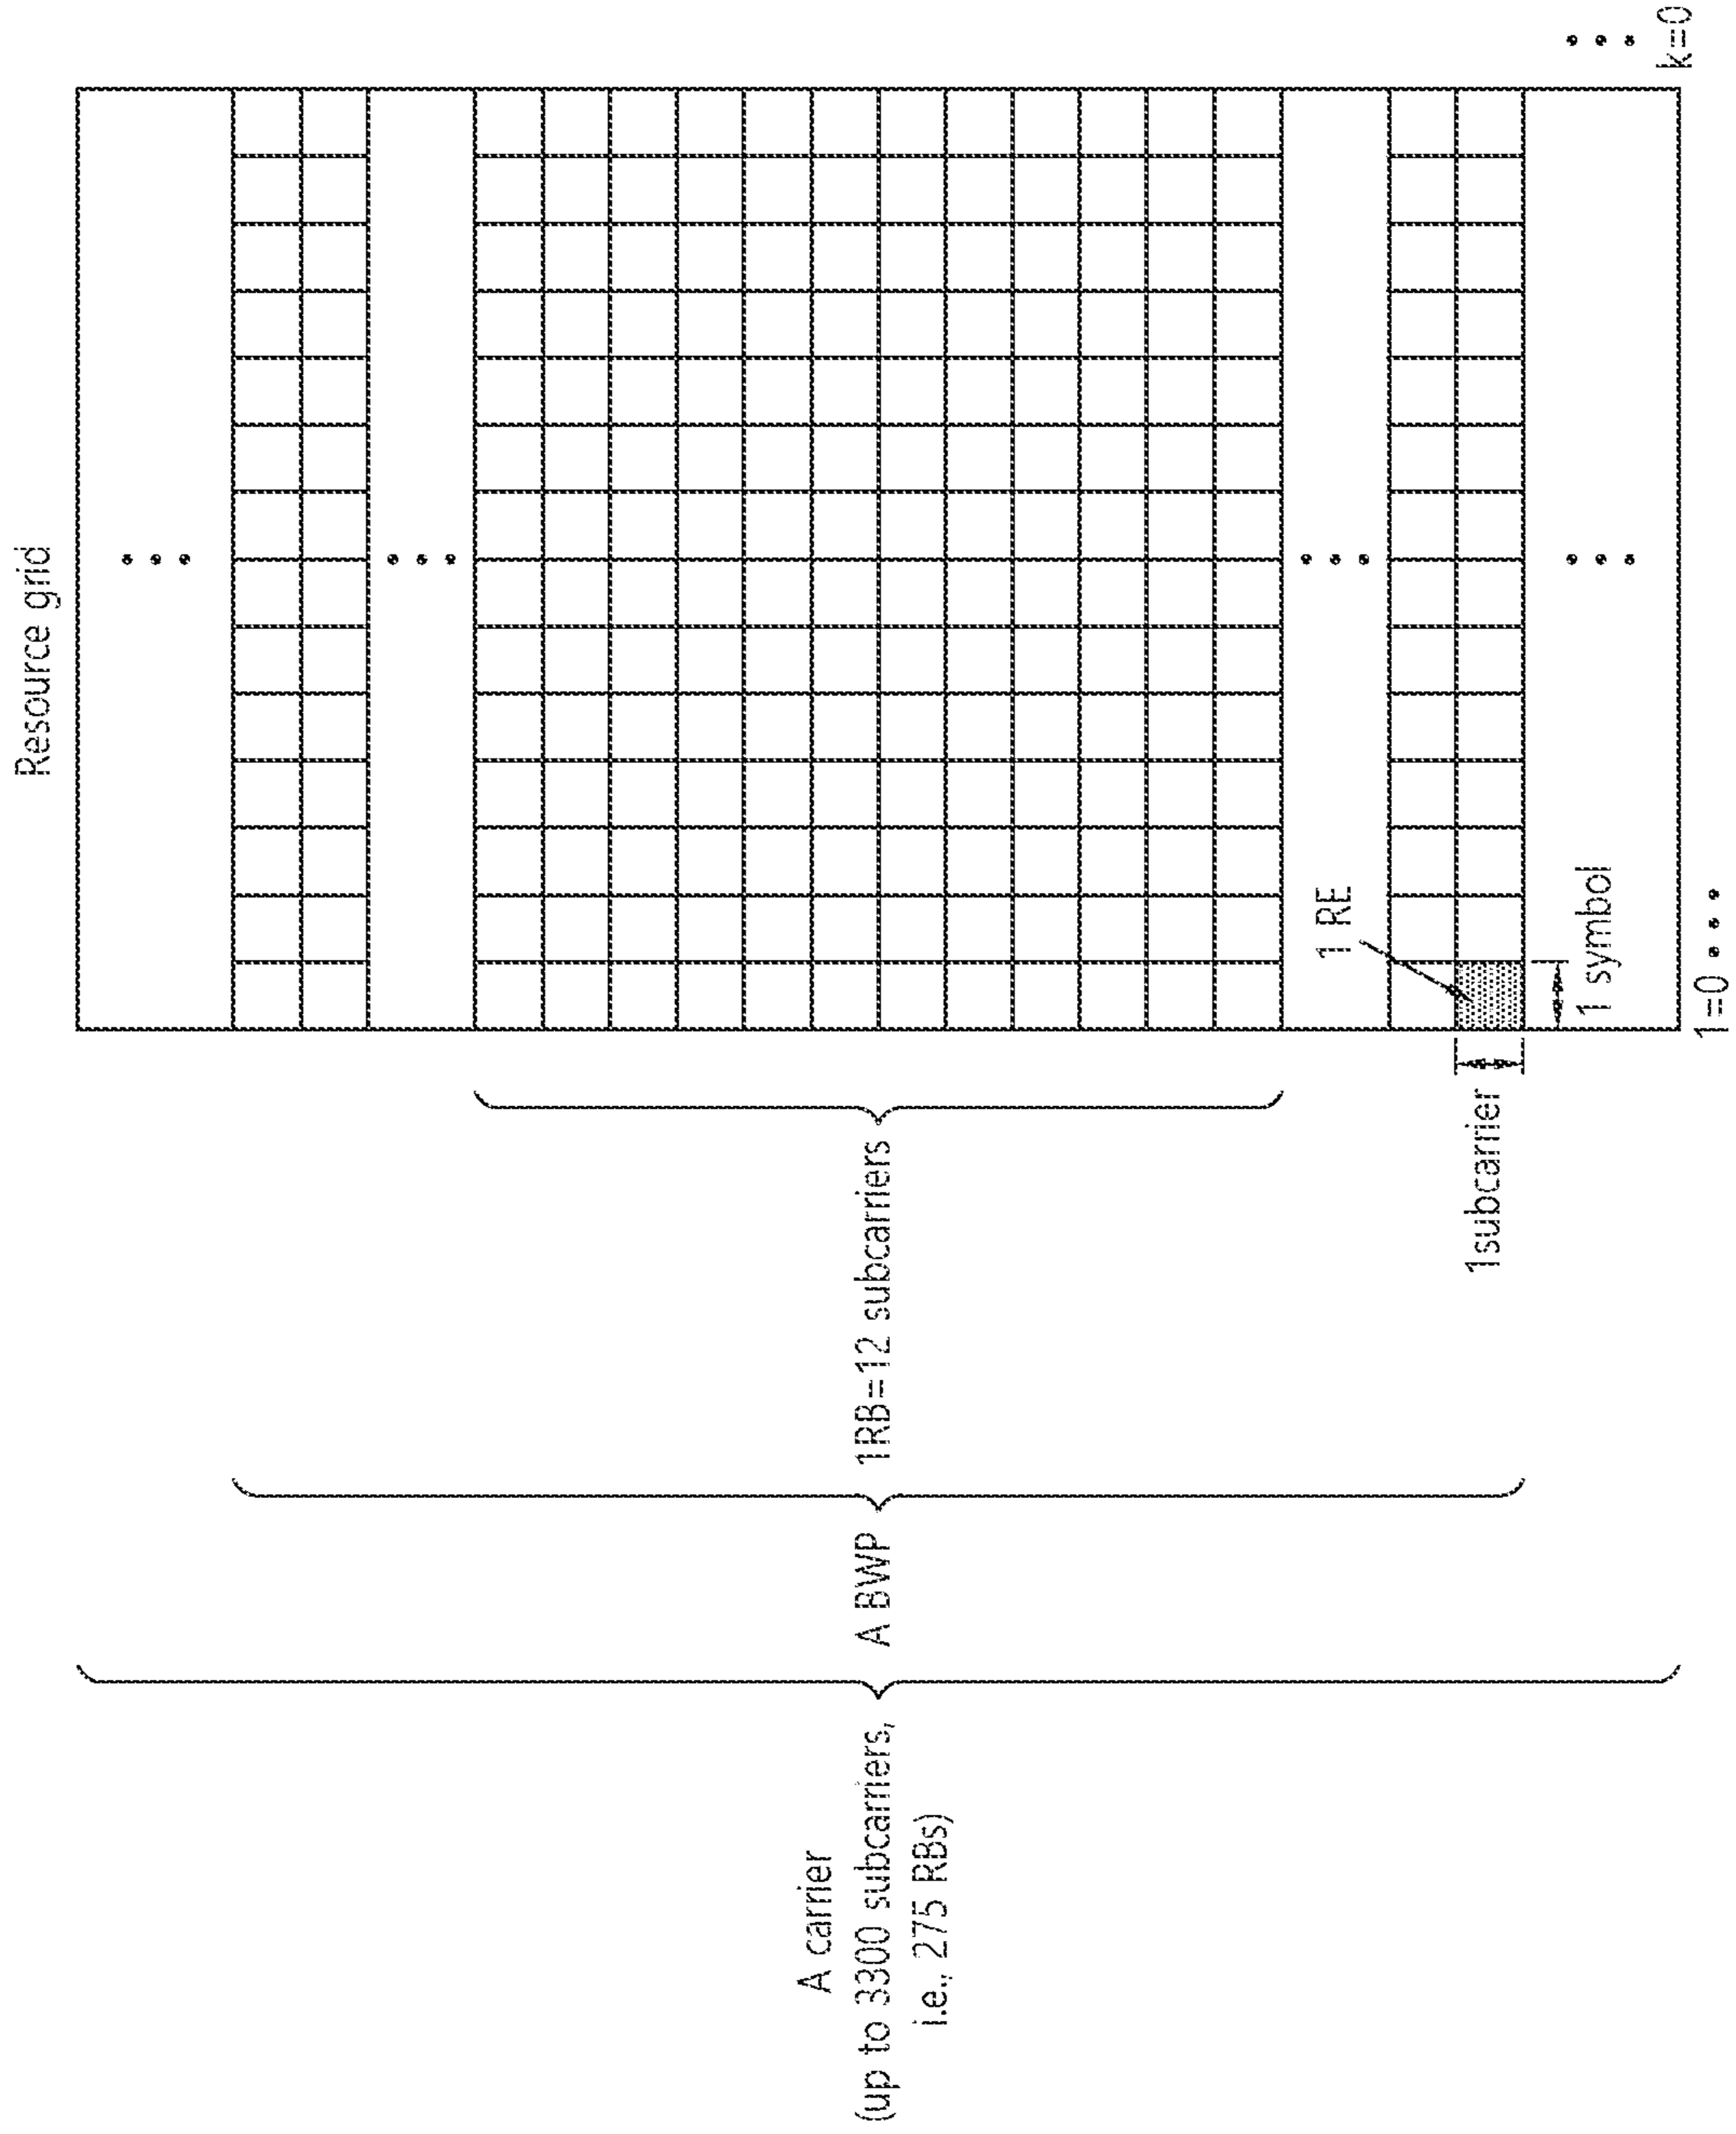 Resource grid
A carrier
(up to 3300 subcarriers,
i.e., 275 RBs)
A BWP
1RB=12 subcarriers
1 RE
1subcarrier
1 symbol
k=0
1=0